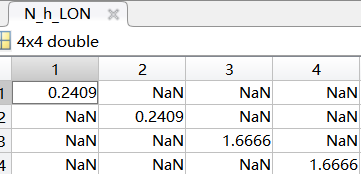 N_h_LON
4x4 double
1 2 3 4
1 0.2409 NaN NaN NaN
2 NaN 0.2409 NaN NaN
3 NaN NaN 1.6666 NaN
4 NaN NaN NaN 1.6666